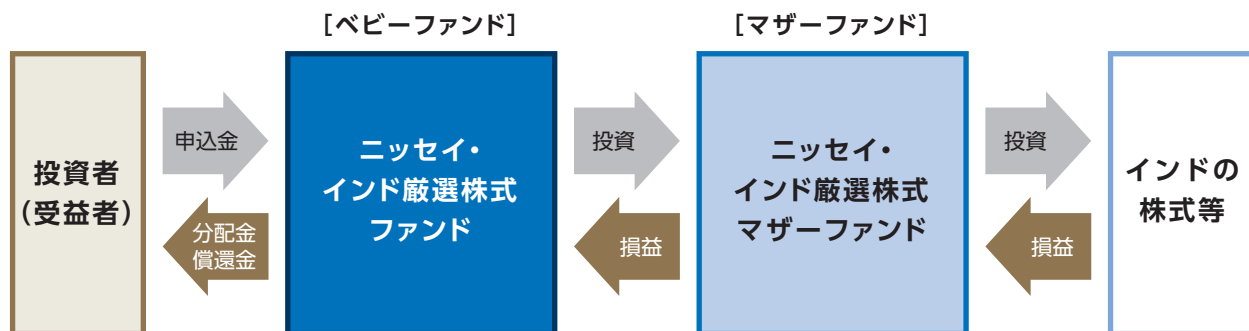 [ベビーファンド]
[マザーファンド]
投資者
(受益者)
申込金
分配金
償還金
ニッセイ・
インド厳選株式
ファンド
投資
損益
ニッセイ・
インド厳選株式
マザーファンド
投資
損益
インドの
株式等